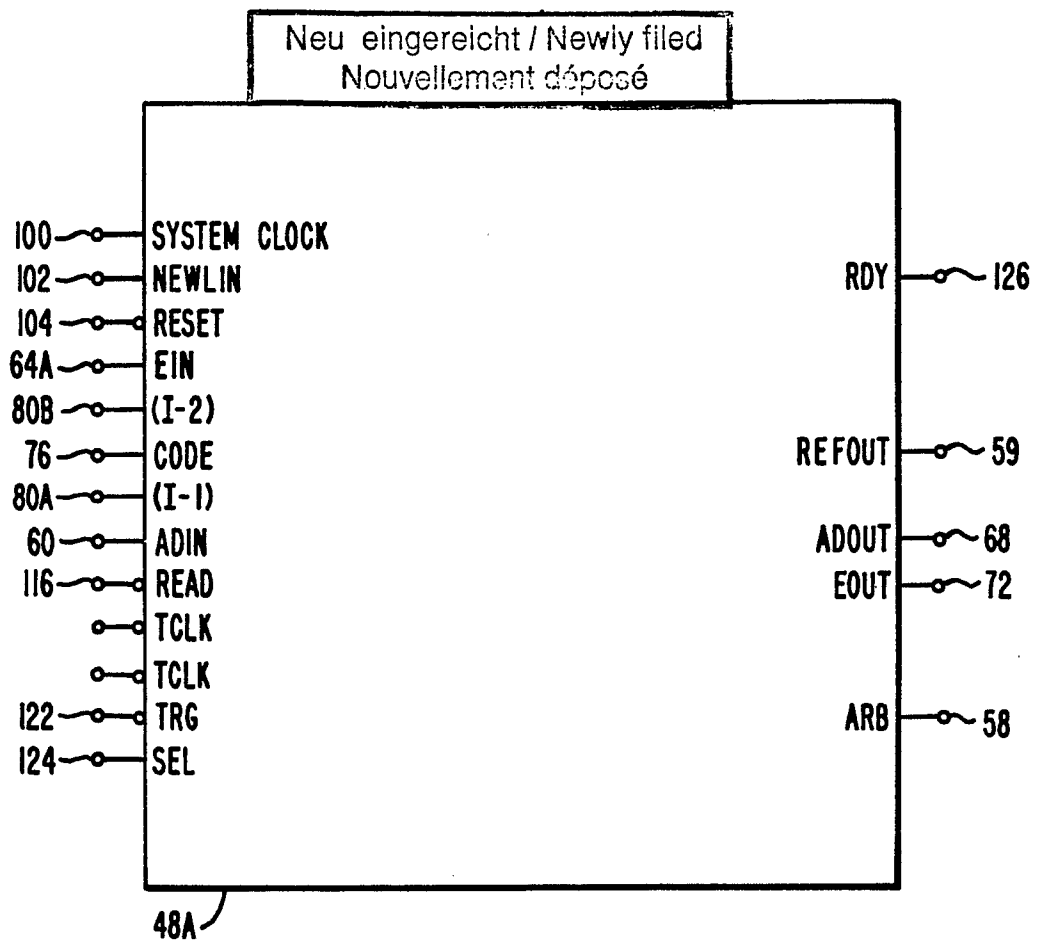 Neu eingereicht / Newly filed
Nouvellement déposé
100 SYSTEM CLOCK
102 NEWLIN
RDY 126
104 RESET
64A EIN
80B (I-2)
76 CODE
REFOUT 59
80A (I-1)
60 ADIN
ADOUT 68
116 READ
EOUT 72
TCLK
TCLK
122 TRG
ARB 58
124 SEL
48A